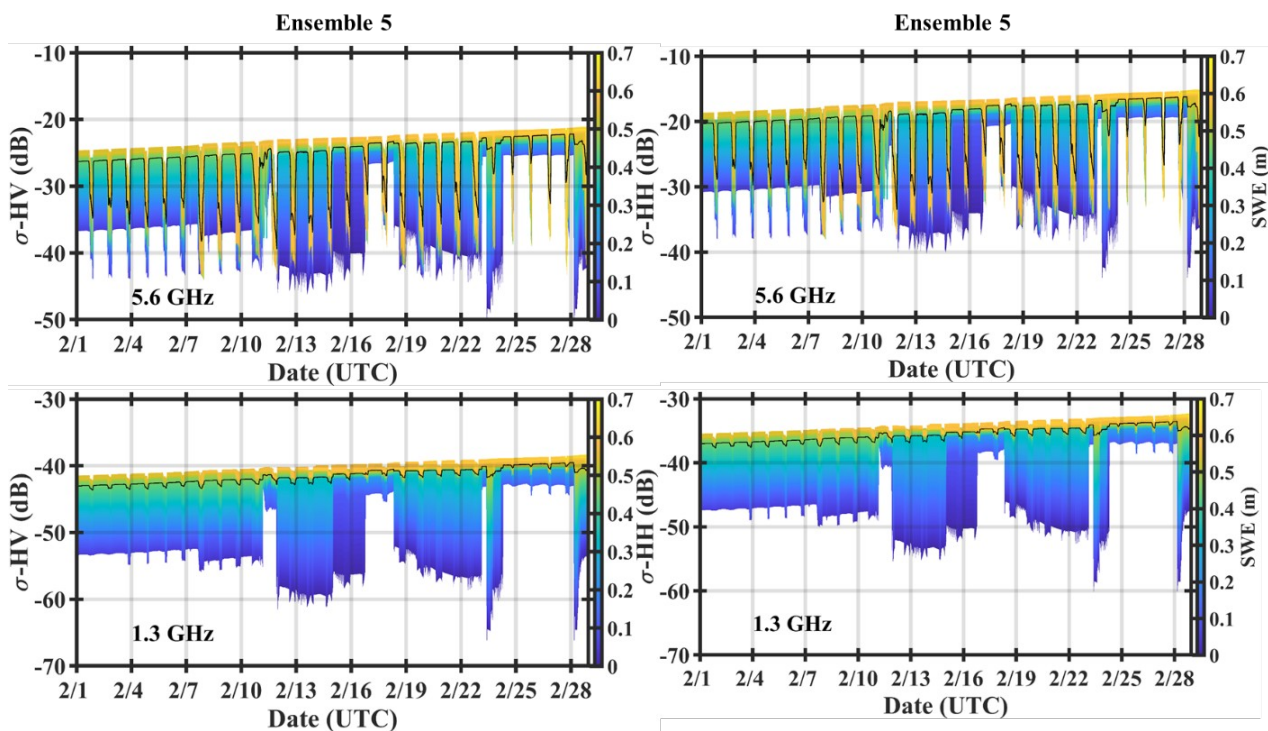 Ensemble 5
Ensemble 5
σ-HV (dB)
-10
-20
-30
-40
-50
5.6 GHz
2/1 2/4 2/7 2/10 2/13 2/16 2/19 2/22 2/25 2/28
Date (UTC)
0.7
0.6
0.5
0.4
0.3
0.2
0.1
0
σ-HH (dB)
-10
-20
-30
-40
-50
5.6 GHz
2/1 2/4 2/7 2/10 2/13 2/16 2/19 2/22 2/25 2/28
Date (UTC)
0.7
0.6
0.5
0.4
0.3
0.2
0.1
0
SWE (m)
σ-HV (dB)
-30
-40
-50
-60
-70
1.3 GHz
2/1 2/4 2/7 2/10 2/13 2/16 2/19 2/22 2/25 2/28
Date (UTC)
0.7
0.6
0.5
0.4
0.3
0.2
0.1
0
σ-HH (dB)
-30
-40
-50
-60
-70
1.3 GHz
2/1 2/4 2/7 2/10 2/13 2/16 2/19 2/22 2/25 2/28
Date (UTC)
0.7
0.6
0.5
0.4
0.3
0.2
0.1
0
SWE (m)